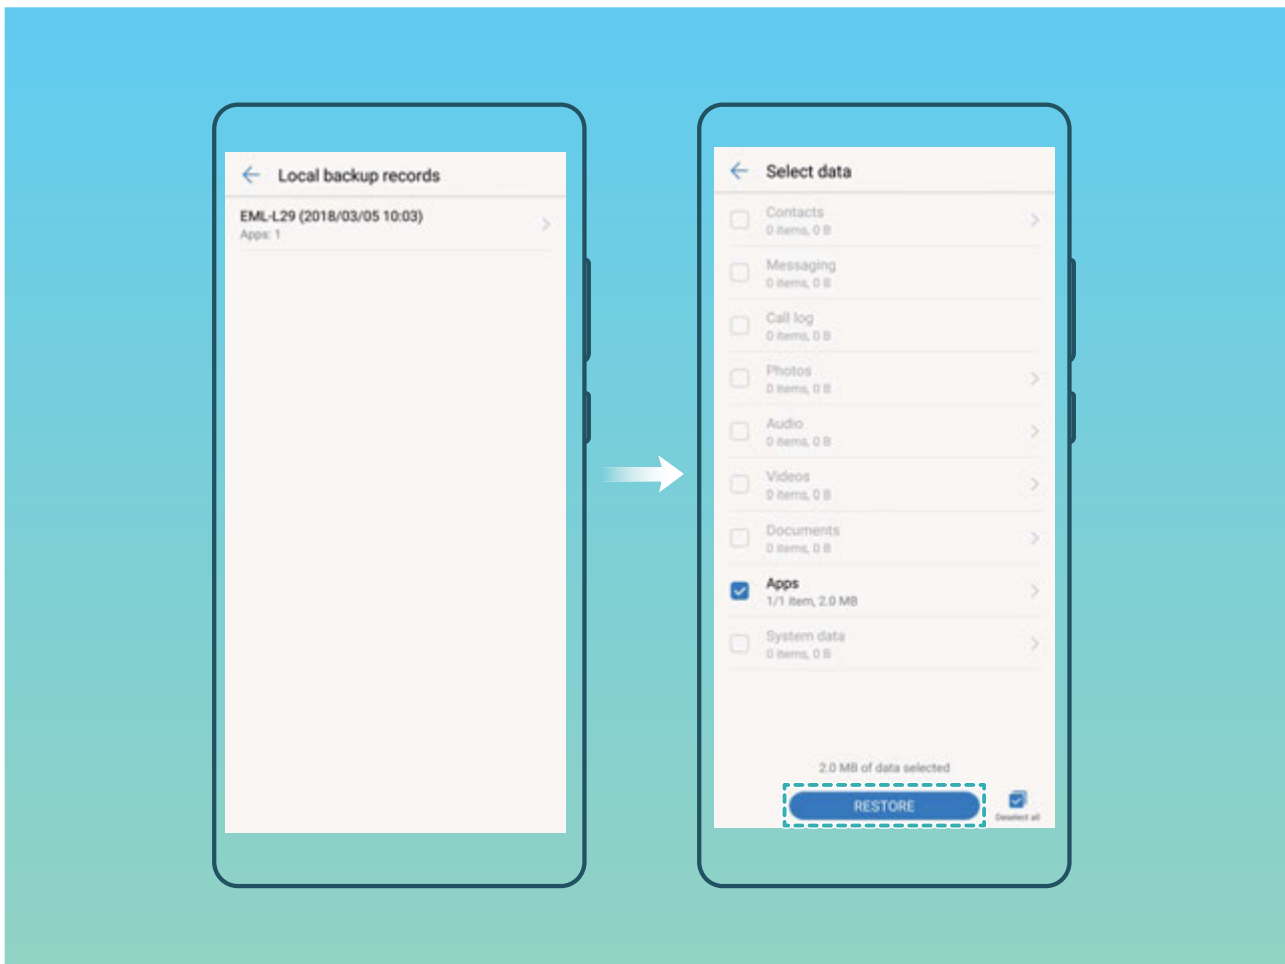 Local backup records
EML-L29 (2018/03/05 10:03)
Apps: 1
Select data
Contacts
0 items, 0 B
Messaging
0 items, 0 B
Call log
0 items, 0 B
Photos
0 items, 0 B
Audio
0 items, 0 B
Videos
0 items, 0 B
Documents
0 items, 0 B
Apps
1/1 item, 2.0 MB
System data
0 items, 0 B
2.0 MB of data selected
RESTORE
Deselect all